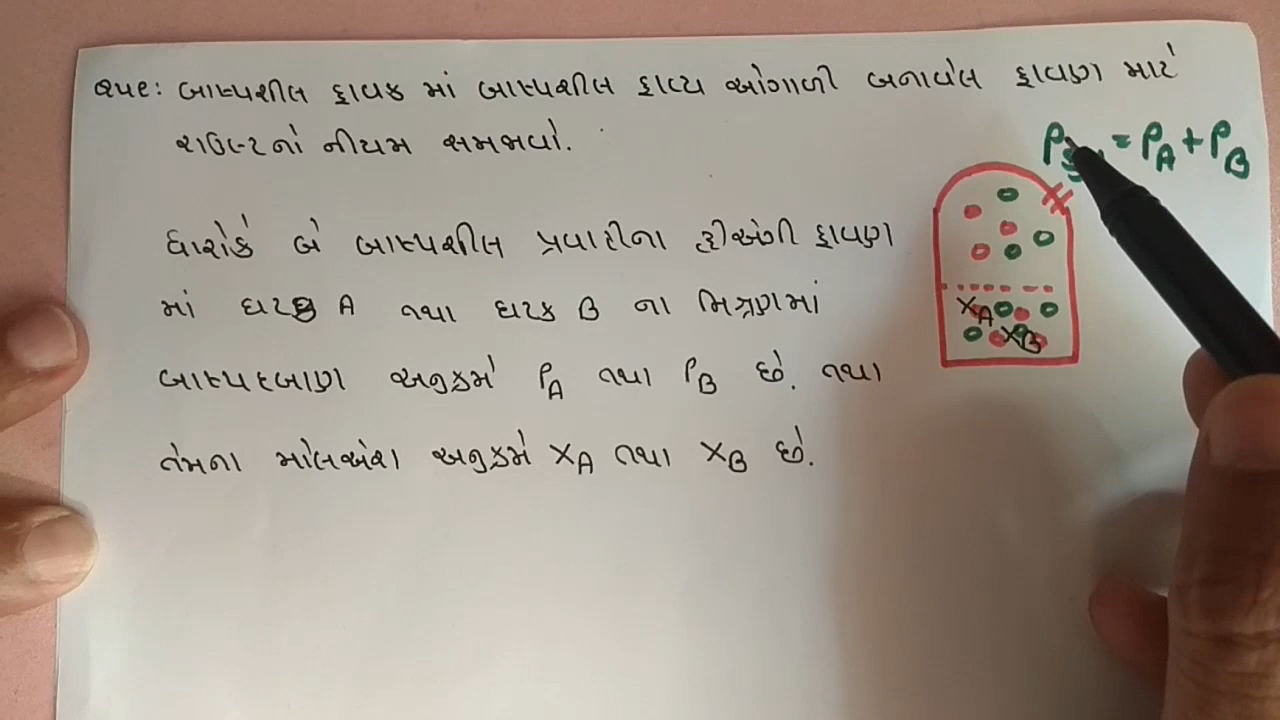 પ્રશ્ન: બાષ્પશીલ દ્રાવક માં બાષ્પશીલ દ્રાવ્ય ઓગાળી બનાવેલ દ્રાવણ માટે
રાઉલ્ટનો નીયમ સમજાવો.
P = PA + PB
ધારોકે બે બાષ્પશીલ પ્રવાહીના દ્વીઅંગી દ્રાવણ
માં ઘટક A તથા ઘટક B ના મિશ્રણમાં
XA
XB
બાષ્પદબાણ અનુક્રમે PA તથા PB છે. તથા
તેમના મોલઅંશ અનુક્રમે XA તથા XB છે.